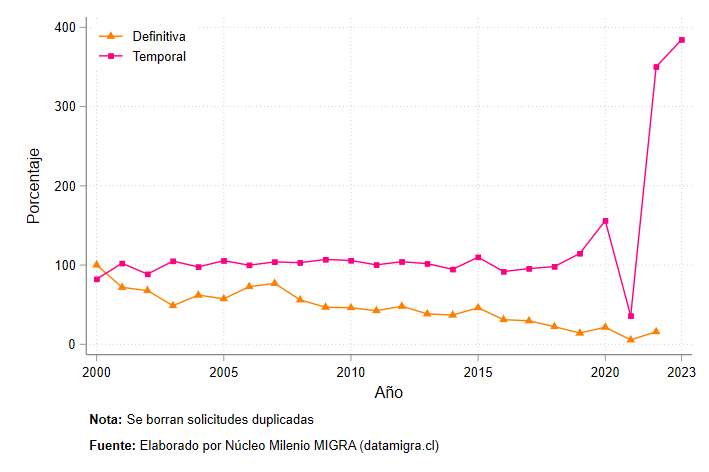 Definitiva
Temporal
Porcentaje
400
300
200
100
0
2000 2005 2010 2015 2020 2023
Año
Nota: Se borran solicitudes duplicadas
Fuente: Elaborado por Núcleo Milenio MIGRA (datamigra.cl)